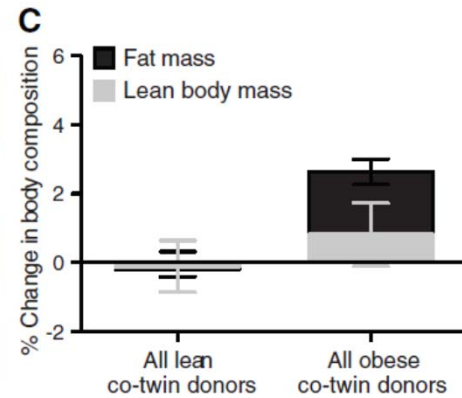 C
% Change in body composition
6
4
2
0
-2
Fat mass
Lean body mass
All lean
co-twin donors
All obese
co-twin donors